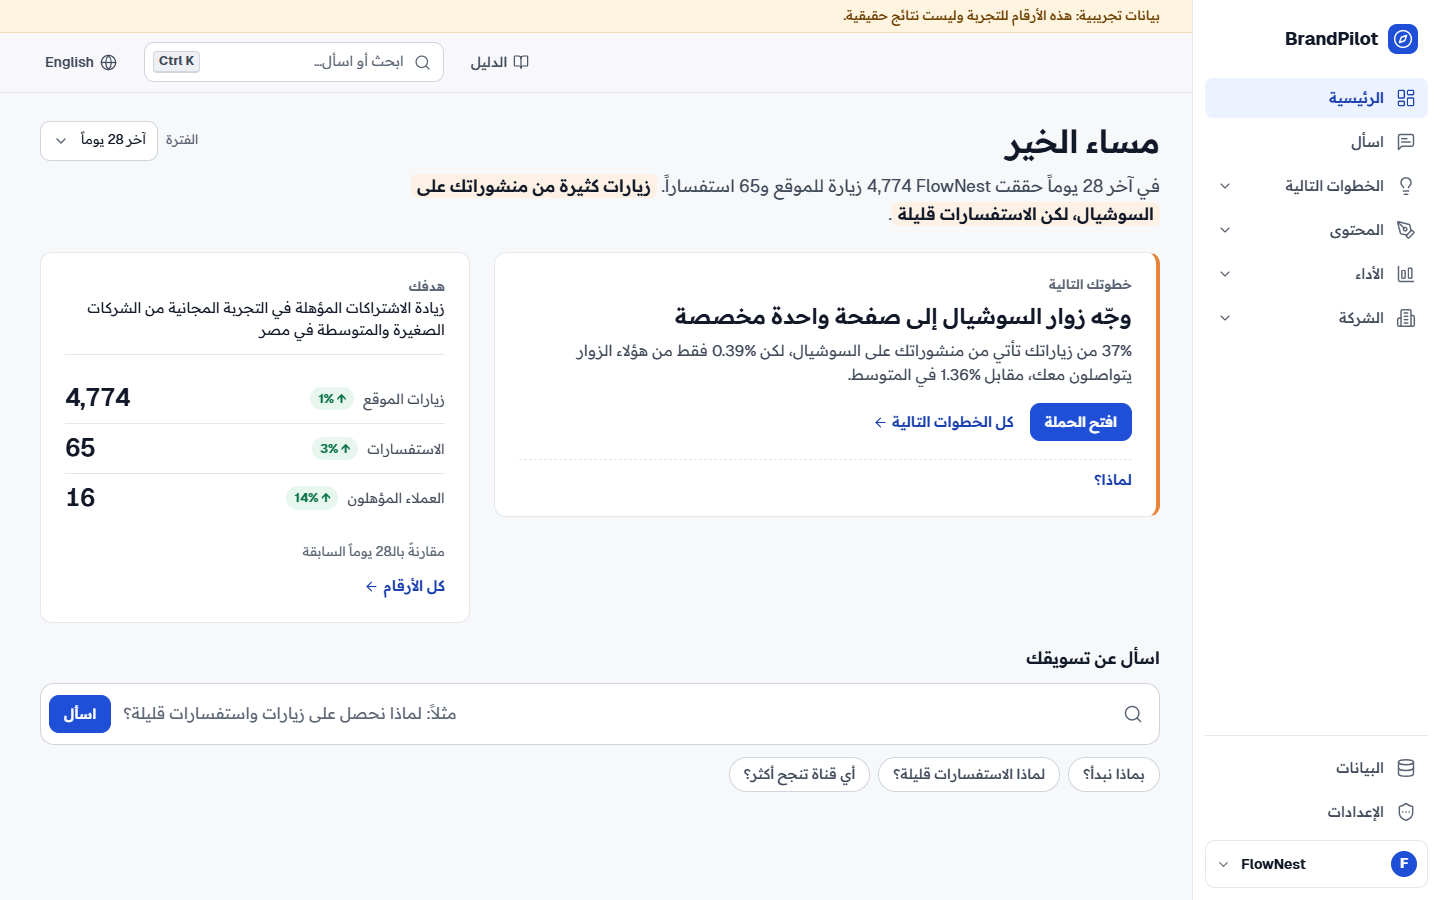 بيانات تجريبية: هذه الأرقام للتجربة وليست نتائج حقيقية.
BrandPilot
الرئيسية
اسأل
الخطوات التالية
المحتوى
الأداء
الشركة
البيانات
الإعدادات
F FlowNest
الدليل
ابحث أو اسأل...
Ctrl K
English
مساء الخير
الفترة
آخر 28 يوماً
في آخر 28 يوماً حققت FlowNest 4,774 زيارة للموقع و65 استفساراً. زيارات كثيرة من منشوراتك على
السوشيال، لكن الاستفسارات قليلة.
خطوتك التالية
وجّه زوار السوشيال إلى صفحة واحدة مخصصة
37% من زياراتك تأتي من منشوراتك على السوشيال، لكن 0.39% فقط من هؤلاء الزوار
يتواصلون معك، مقابل 1.36% في المتوسط.
افتح الحملة
كل الخطوات التالية ←
لماذا؟
هدفك
زيادة الاشتراكات المؤهلة في التجربة المجانية من الشركات
الصغيرة والمتوسطة في مصر
زيارات الموقع ↑ 1% 4,774
الاستفسارات ↑ 3% 65
العملاء المؤهلون ↑ 14% 16
مقارنةً بالـ28 يوماً السابقة
كل الأرقام ←
اسأل عن تسويقك
مثلاً: لماذا نحصل على زيارات واستفسارات قليلة؟
اسأل
بماذا نبدأ؟
لماذا الاستفسارات قليلة؟
أي قناة تنجح أكثر؟